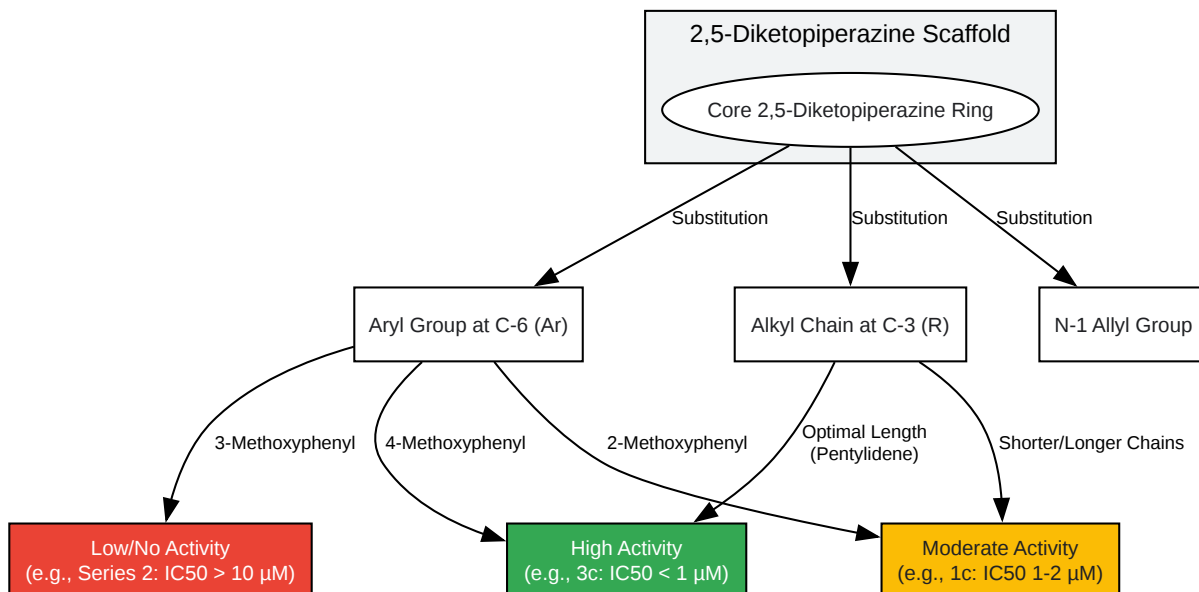 2,5-Diketopiperazine Scaffold
Core 2,5-Diketopiperazine Ring
Substitution
Substitution
Substitution
Aryl Group at C-6 (Ar)
Alkyl Chain at C-3 (R)
N-1 Allyl Group
3-Methoxyphenyl
4-Methoxyphenyl
2-Methoxyphenyl
Optimal Length
(Pentylidene)
Shorter/Longer Chains
Low/No Activity
(e.g., Series 2: IC50 > 10 µM)
High Activity
(e.g., 3c: IC50 < 1 µM)
Moderate Activity
(e.g., 1c: IC50 1-2 µM)